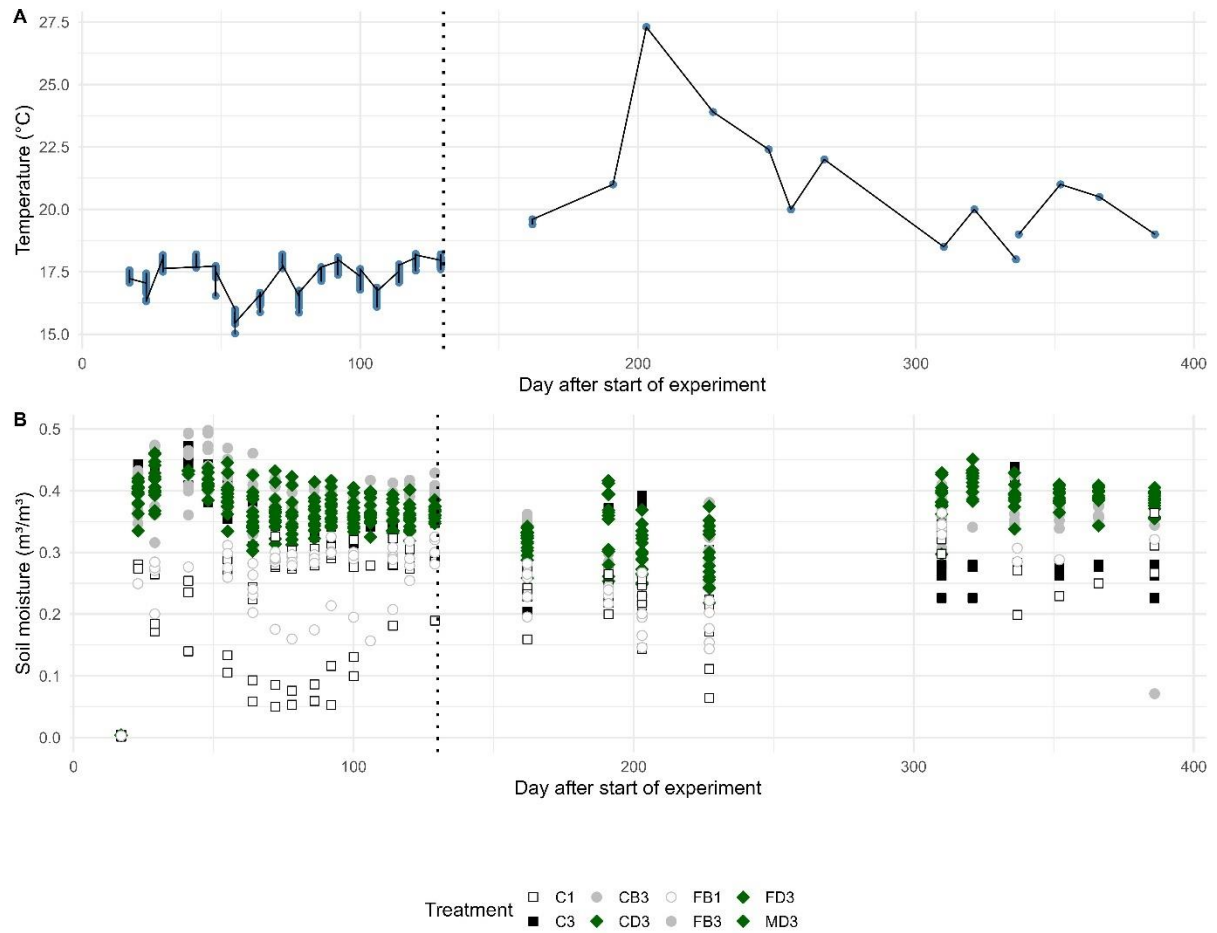 A
27.5
25.0
22.5
20.0
17.5
15.0
Temperature (°C)
0 100 200 300 400
Day after start of experiment
B
0.5
0.4
0.3
0.2
0.1
0.0
Soil moisture (m³/m³)
0 100 200 300 400
Day after start of experiment
Treatment
C1 CB3 FB1 FD3
C3 CD3 FB3 MD3